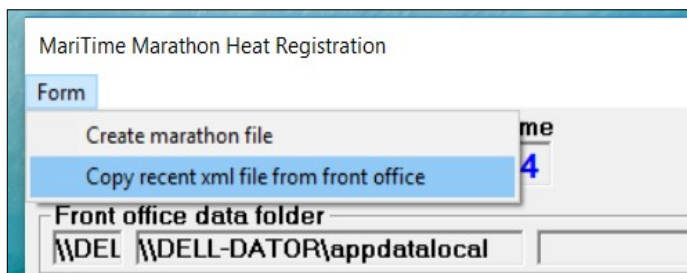 MariTime Marathon Heat Registration
Form
Create marathon file
me
Copy recent xml file from front office
4
Front office data folder
\\DEL \\DELL-DATOR\appdatalocal